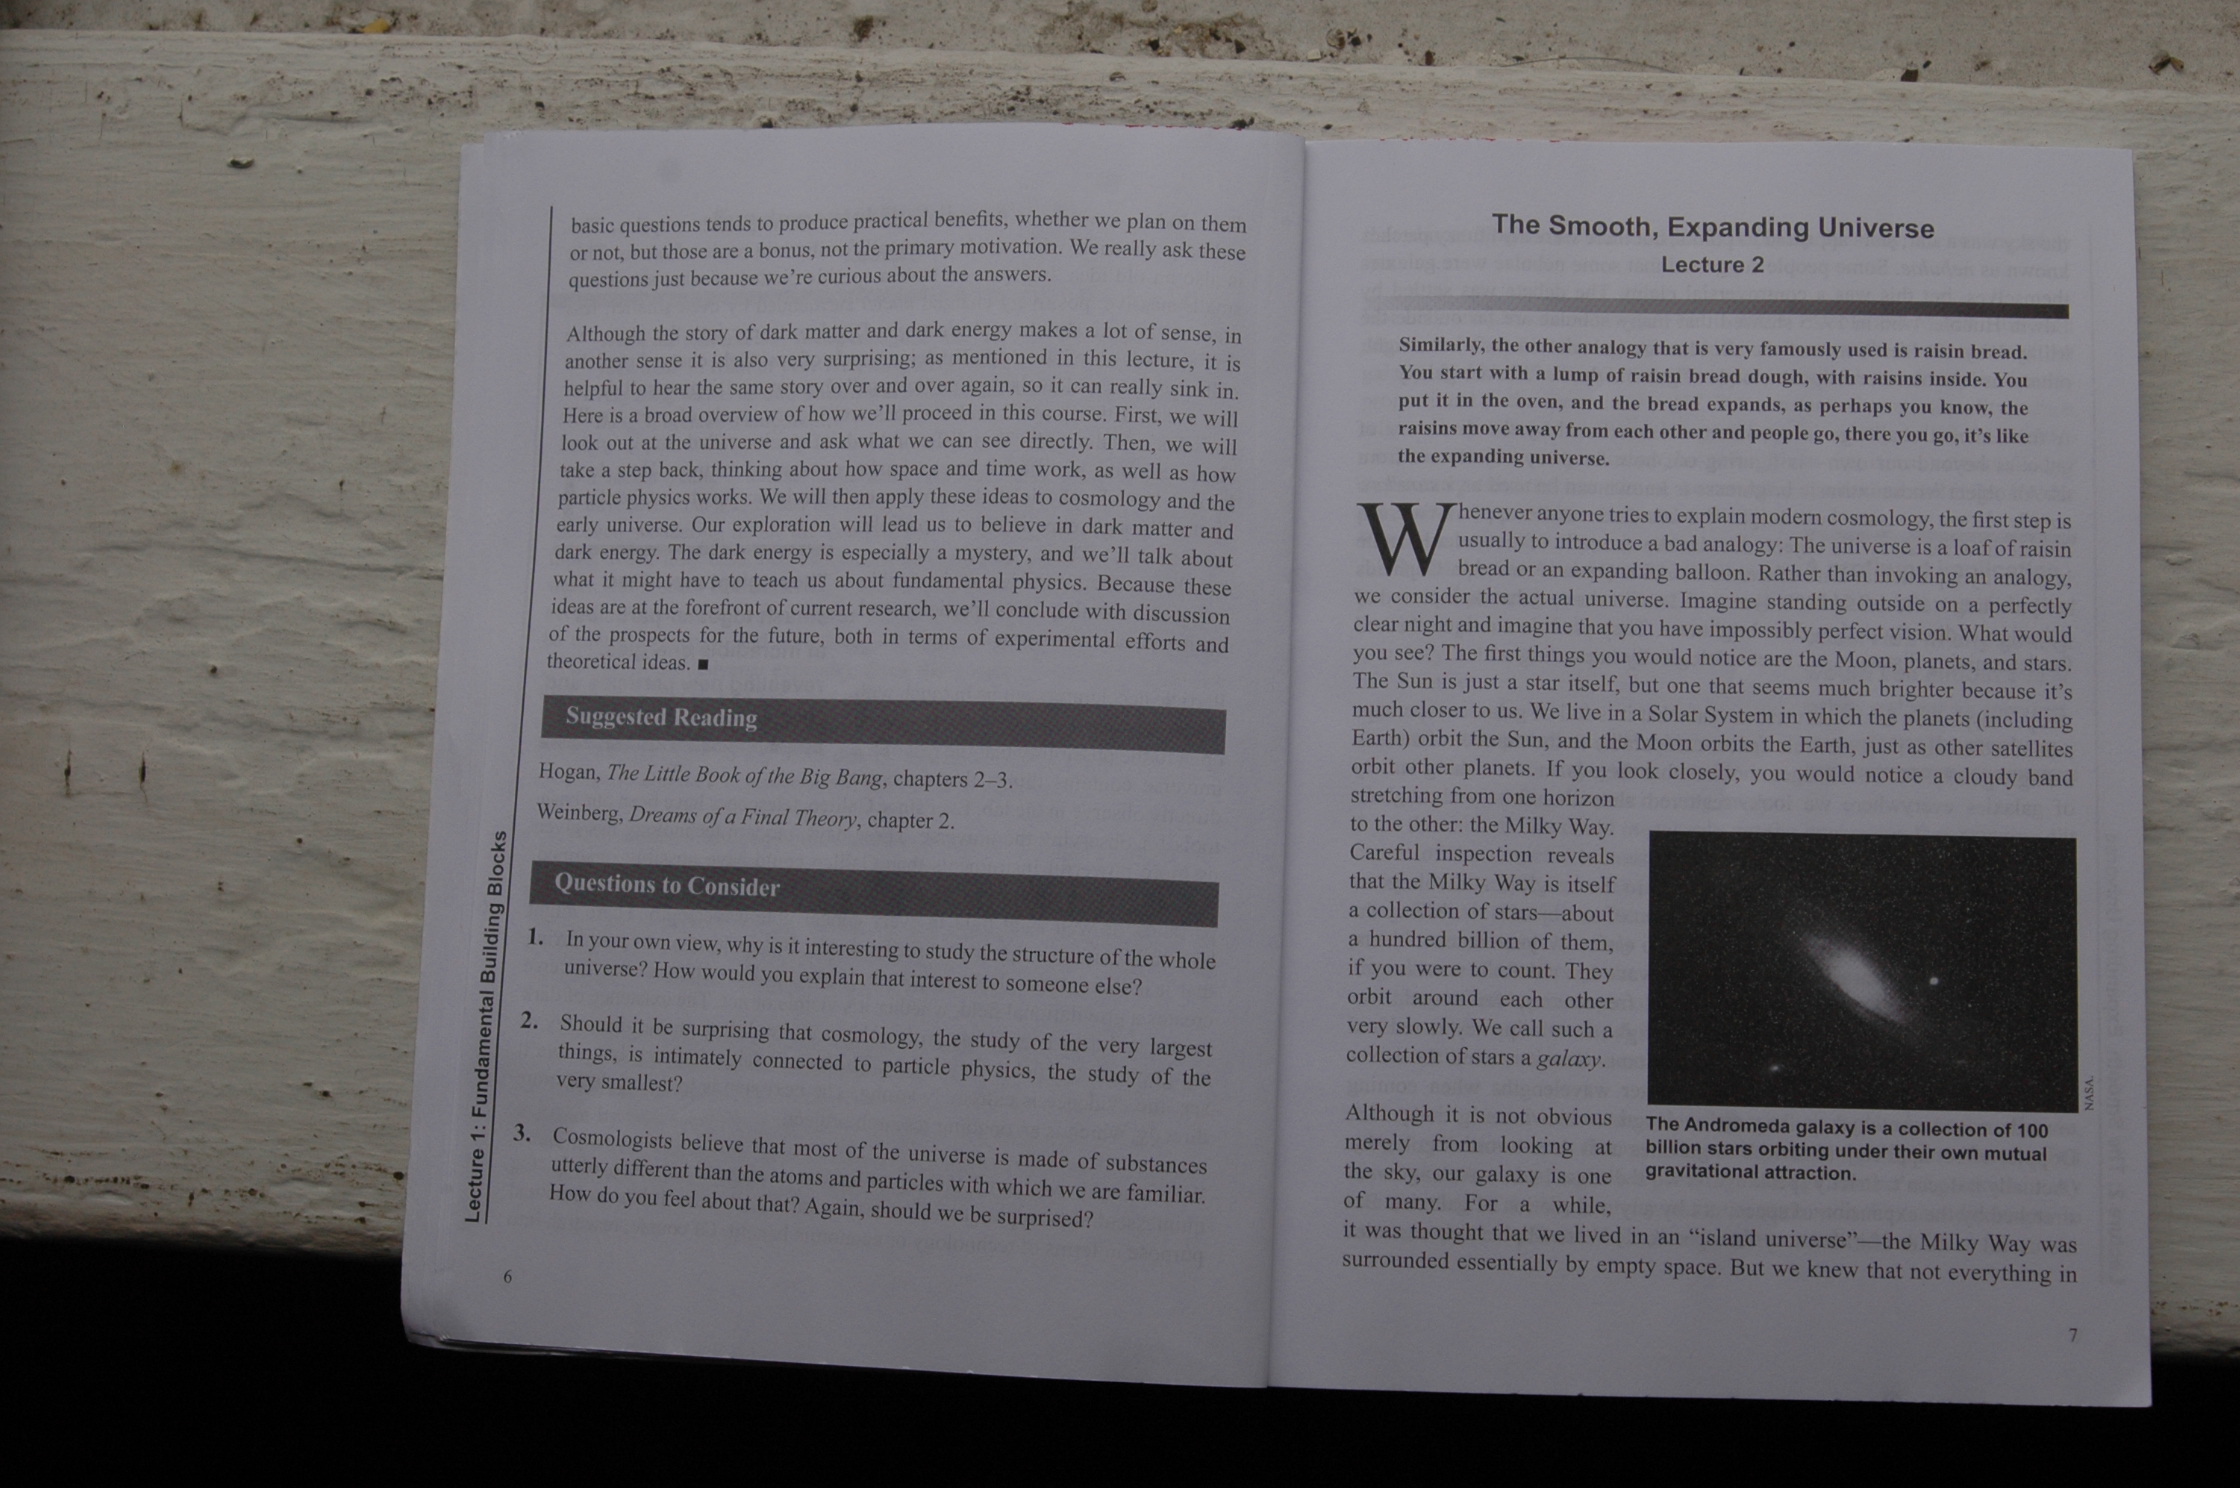 basic questions tends to produce practical benefits, whether we plan on them
or not, but those are a bonus, not the primary motivation. We really ask these
questions just because we're curious about the answers.
Although the story of dark matter and dark energy makes a lot of sense, in
another sense it is also very surprising; as mentioned in this lecture, it is
helpful to hear the same story over and over again, so it can really sink in.
Here is a broad overview of how we'll proceed in this course. First, we will
look out at the universe and ask what we can see directly. Then, we will
take a step back, thinking about how space and time work, as well as how
particle physics works. We will then apply these ideas to cosmology and the
early universe. Our exploration will lead us to believe in dark matter and
dark energy. The dark energy is especially a mystery, and we'll talk about
what it might have to teach us about fundamental physics. Because these
ideas are at the forefront of current research, we'll conclude with discussion
of the prospects for the future, both in terms of experimental efforts and
theoretical ideas. ■
Suggested Reading
Hogan, The Little Book of the Big Bang, chapters 2–3.
Weinberg, Dreams of a Final Theory, chapter 2.
Questions to Consider
1. In your own view, why is it interesting to study the structure of the whole
universe? How would you explain that interest to someone else?
2. Should it be surprising that cosmology, the study of the very largest
things, is intimately connected to particle physics, the study of the
very smallest?
3. Cosmologists believe that most of the universe is made of substances
utterly different than the atoms and particles with which we are familiar.
How do you feel about that? Again, should we be surprised?
Lecture 1: Fundamental Building Blocks
6
The Smooth, Expanding Universe
Lecture 2
Similarly, the other analogy that is very famously used is raisin bread.
You start with a lump of raisin bread dough, with raisins inside. You
put it in the oven, and the bread expands, as perhaps you know, the
raisins move away from each other and people go, there you go, it's like
the expanding universe.
Whenever anyone tries to explain modern cosmology, the first step is
usually to introduce a bad analogy: The universe is a loaf of raisin
bread or an expanding balloon. Rather than invoking an analogy,
we consider the actual universe. Imagine standing outside on a perfectly
clear night and imagine that you have impossibly perfect vision. What would
you see? The first things you would notice are the Moon, planets, and stars.
The Sun is just a star itself, but one that seems much brighter because it's
much closer to us. We live in a Solar System in which the planets (including
Earth) orbit the Sun, and the Moon orbits the Earth, just as other satellites
orbit other planets. If you look closely, you would notice a cloudy band
stretching from one horizon
to the other: the Milky Way.
Careful inspection reveals
that the Milky Way is itself
a collection of stars—about
a hundred billion of them,
if you were to count. They
orbit around each other
very slowly. We call such a
collection of stars a galaxy.
NASA.
The Andromeda galaxy is a collection of 100
billion stars orbiting under their own mutual
gravitational attraction.
Although it is not obvious
merely from looking at
the sky, our galaxy is one
of many. For a while,
it was thought that we lived in an “island universe”—the Milky Way was
surrounded essentially by empty space. But we knew that not everything in
7